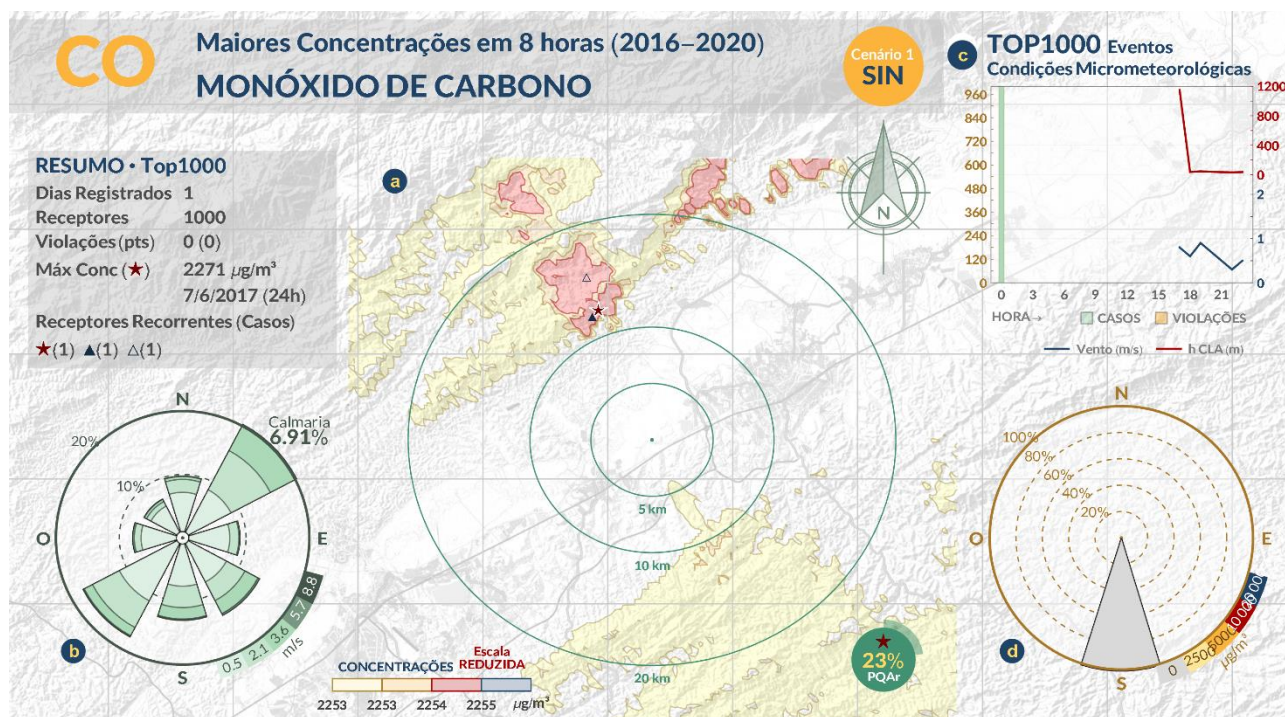 CO
Maiores Concentrações em 8 horas (2016–2020)
MONÓXIDO DE CARBONO
Cenário 1
SIN
c
TOP1000 Eventos
Condições Micrometeorológicas
RESUMO • Top1000
Dias Registrados 1
Receptores 1000
Violações (pts) 0 (0)
Máx Conc (★) 2271 µg/m³
7/6/2017 (24h)
Receptores Recorrentes (Casos)
★(1) ▲(1) △(1)
a
N
5 km
10 km
20 km
960
840
720
600
480
360
240
120
0
1200
800
400
0
2
1
0
0 3 6 9 12 15 18 21
HORA→ CASOS VIOLAÇÕES
Vento (m/s) h CLA (m)
N
Calmaria
6.91%
20%
10%
O
E
S
0.5 2.1 3.6 5.7 8.8
m/s
b
CONCENTRAÇÕES
Escala
REDUZIDA
2253 2253 2254 2255 µg/m³
23%
PQAr
N
100%
80%
60%
40%
20%
O
E
S
0 2500 5000 10000
µg/m³
d